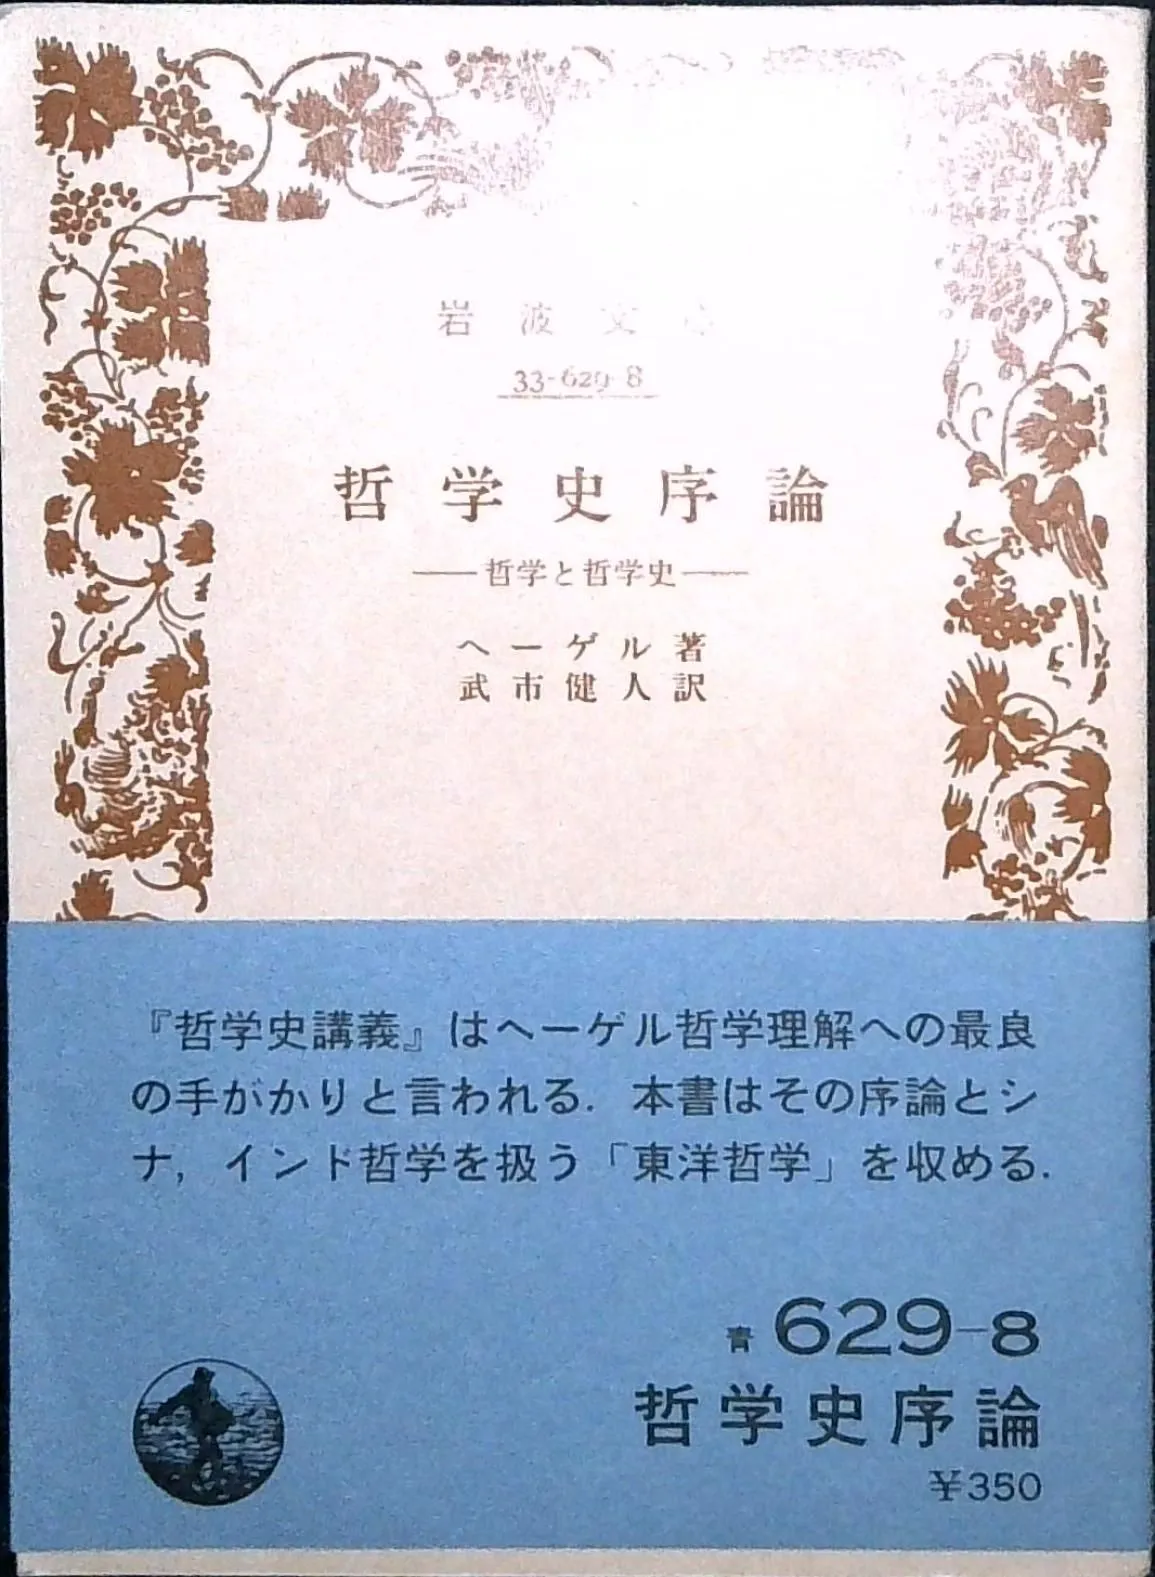 岩波文庫
33-629-8
哲学史序論
――哲学と哲学史――
ヘーゲル著
武市健人訳
『哲学史講義』はヘーゲル哲学理解への最良
の手がかりと言われる. 本書はその序論とシ
ナ, インド哲学を扱う「東洋哲学」を収める.
青 629-8
哲学史序論
¥350